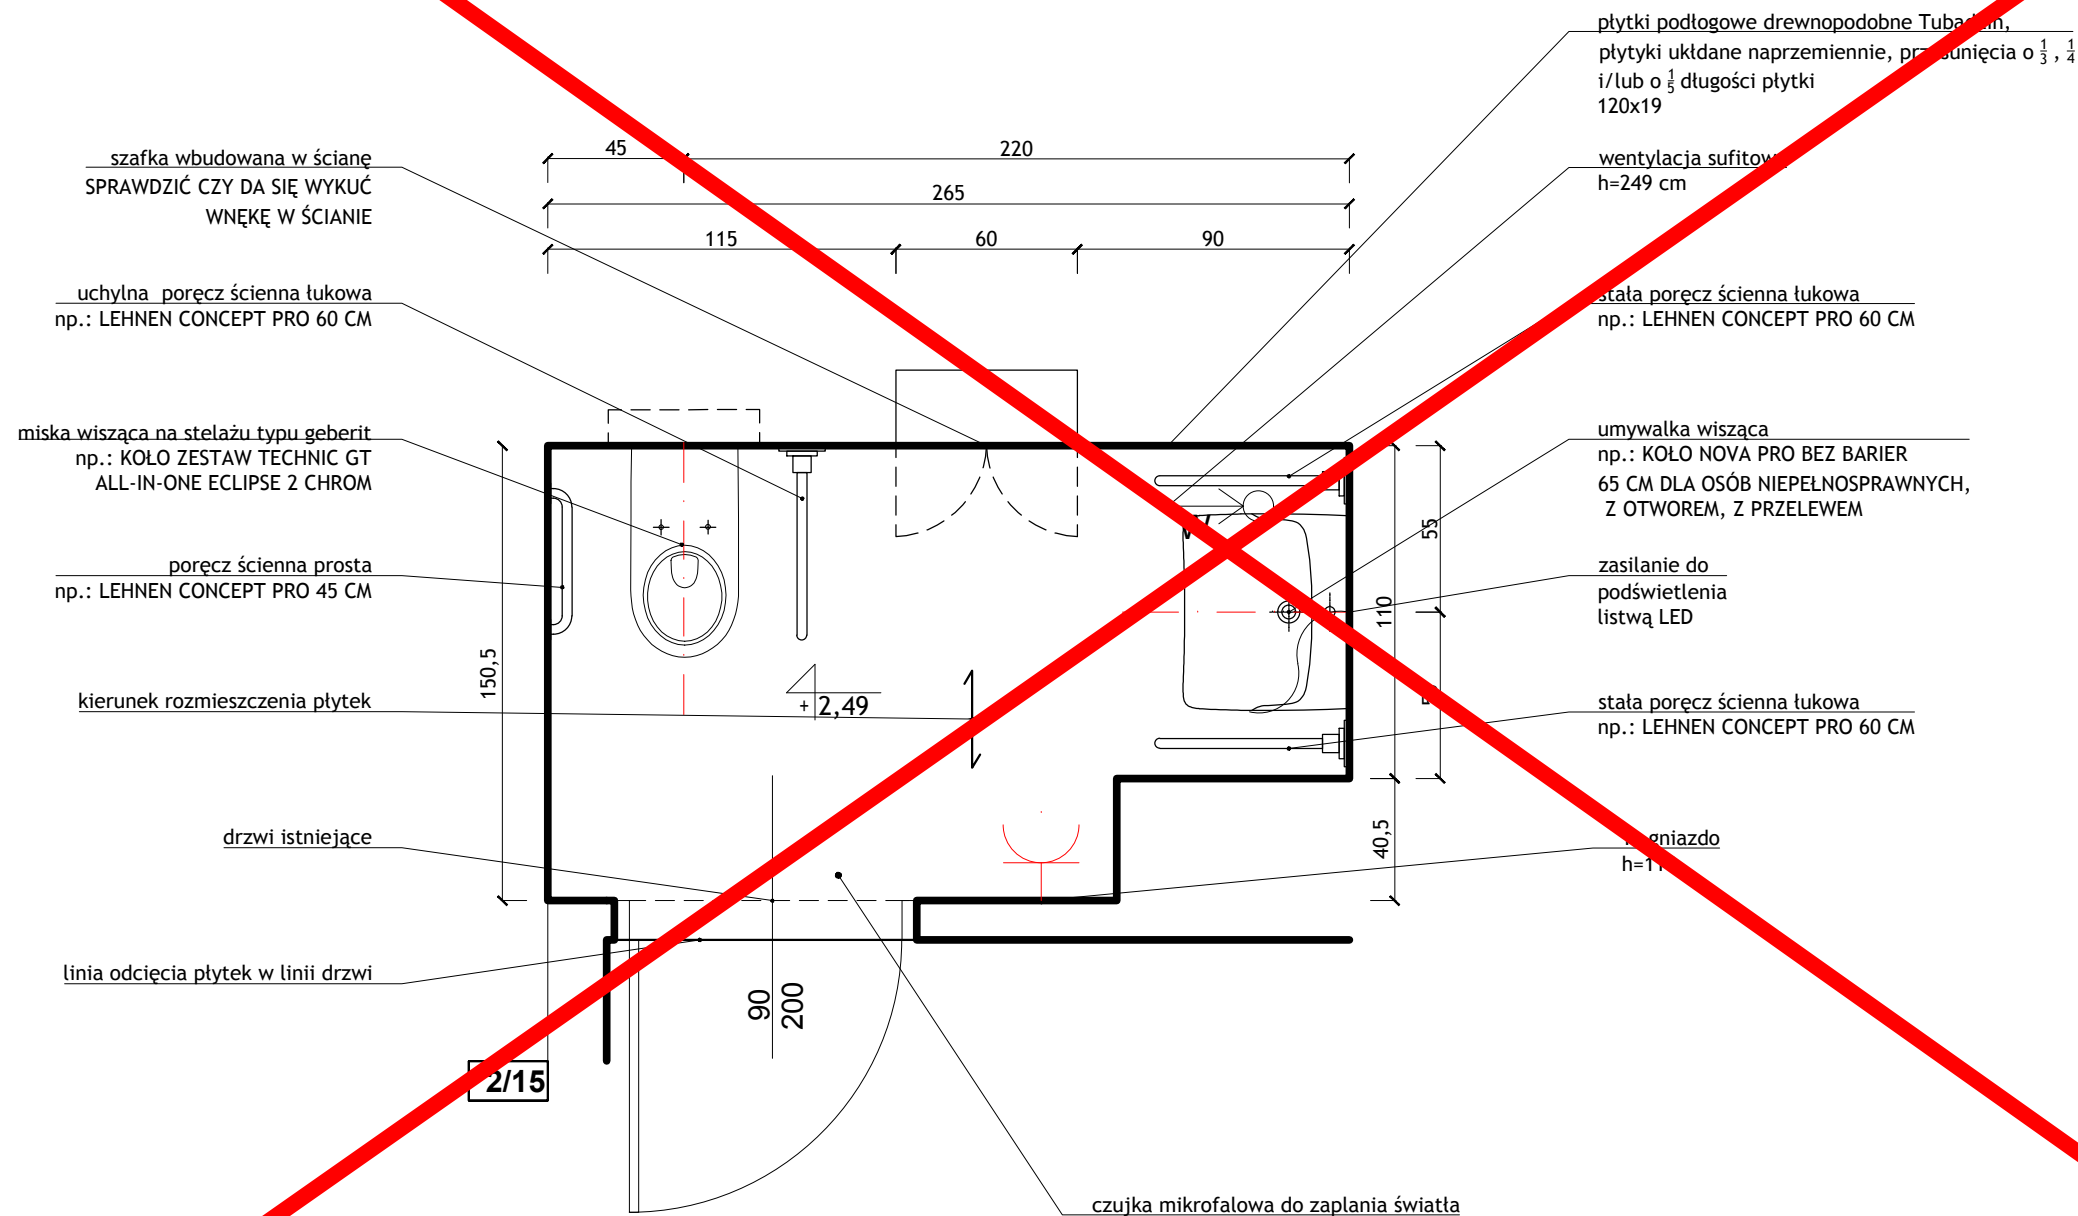 płytki podłogowe drewnopodobne
płytyki ukłdane naprzemiennie, o 1/3 , 1/4
i/lub o 1/5 długości płytki
120x19
45
220
szafka wbudowana w ścianę
SPRAWDZIĆ CZY DA SIĘ WYKUĆ
WNĘKĘ W ŚCIANIE
wentylacja
h=249 cm
265
115
60
90
uchylna poręcz ścienna łukowa
np.: LEHNEN CONCEPT PRO 60 CM
stała poręcz ścienna łukowa
np.: LEHNEN CONCEPT PRO 60 CM
miska wisząca na stelażu typu geberit
np.: KOŁO ZESTAW TECHNIC GT
ALL-IN-ONE ECLIPSE 2 CHROM
umywalka wisząca
np.: KOŁO NOVA PRO BEZ BARIER
65 CM DLA OSÓB NIEPEŁNOSPRAWNYCH,
Z OTWOREM, Z PRZELEWEM
55
poręcz ścienna prosta
np.: LEHNEN CONCEPT PRO 45 CM
zasilanie do
podświetlenia
listwą LED
110
150,5
kierunek rozmieszczenia płytek
+ 2,49
stała poręcz ścienna łukowa
np.: LEHNEN CONCEPT PRO 60 CM
drzwi istniejące
40,5
gniazdo
linia odcięcia płytek w linii drzwi
90
200
2/15
czujka mikrofalowa do zaplania światła